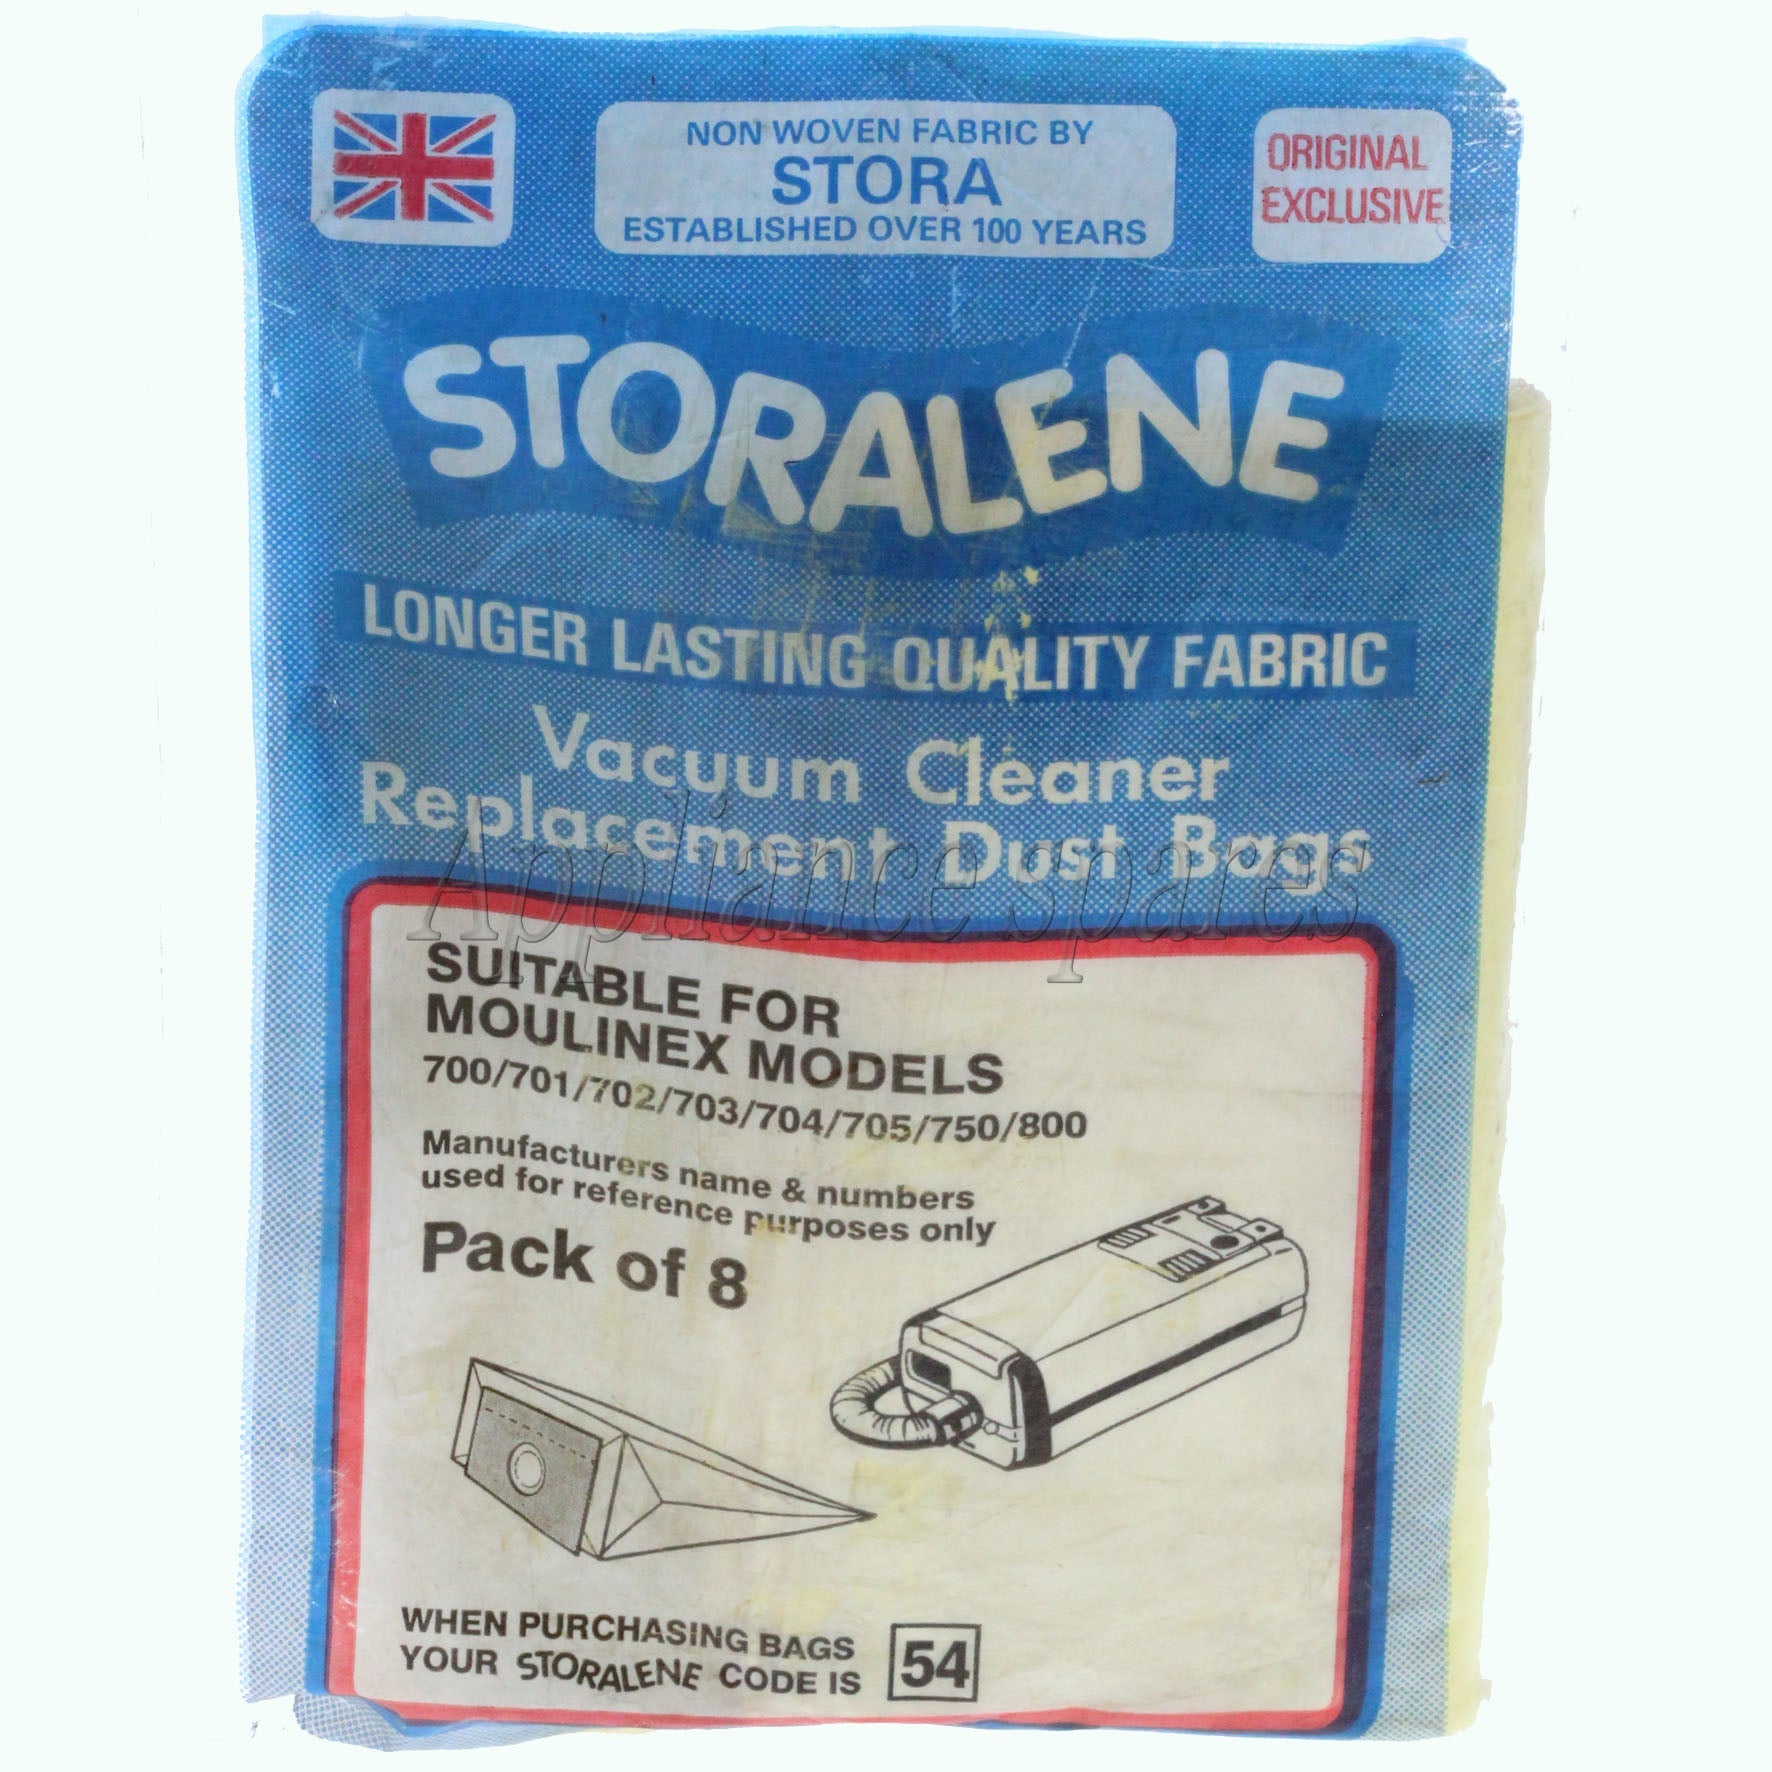 NON WOVEN FABRIC BY
STORA
ESTABLISHED OVER 100 YEARS
ORIGINAL
EXCLUSIVE
STORALENE
LONGER LASTING QUALITY FABRIC
Vacuum Cleaner
Replacement Dust Bags
Appliance spares
SUITABLE FOR
MOULINEX MODELS
700/701/702/703/704/705/750/800
Manufacturers name & numbers
used for reference purposes only
Pack of 8
WHEN PURCHASING BAGS
YOUR STORALENE CODE IS 54